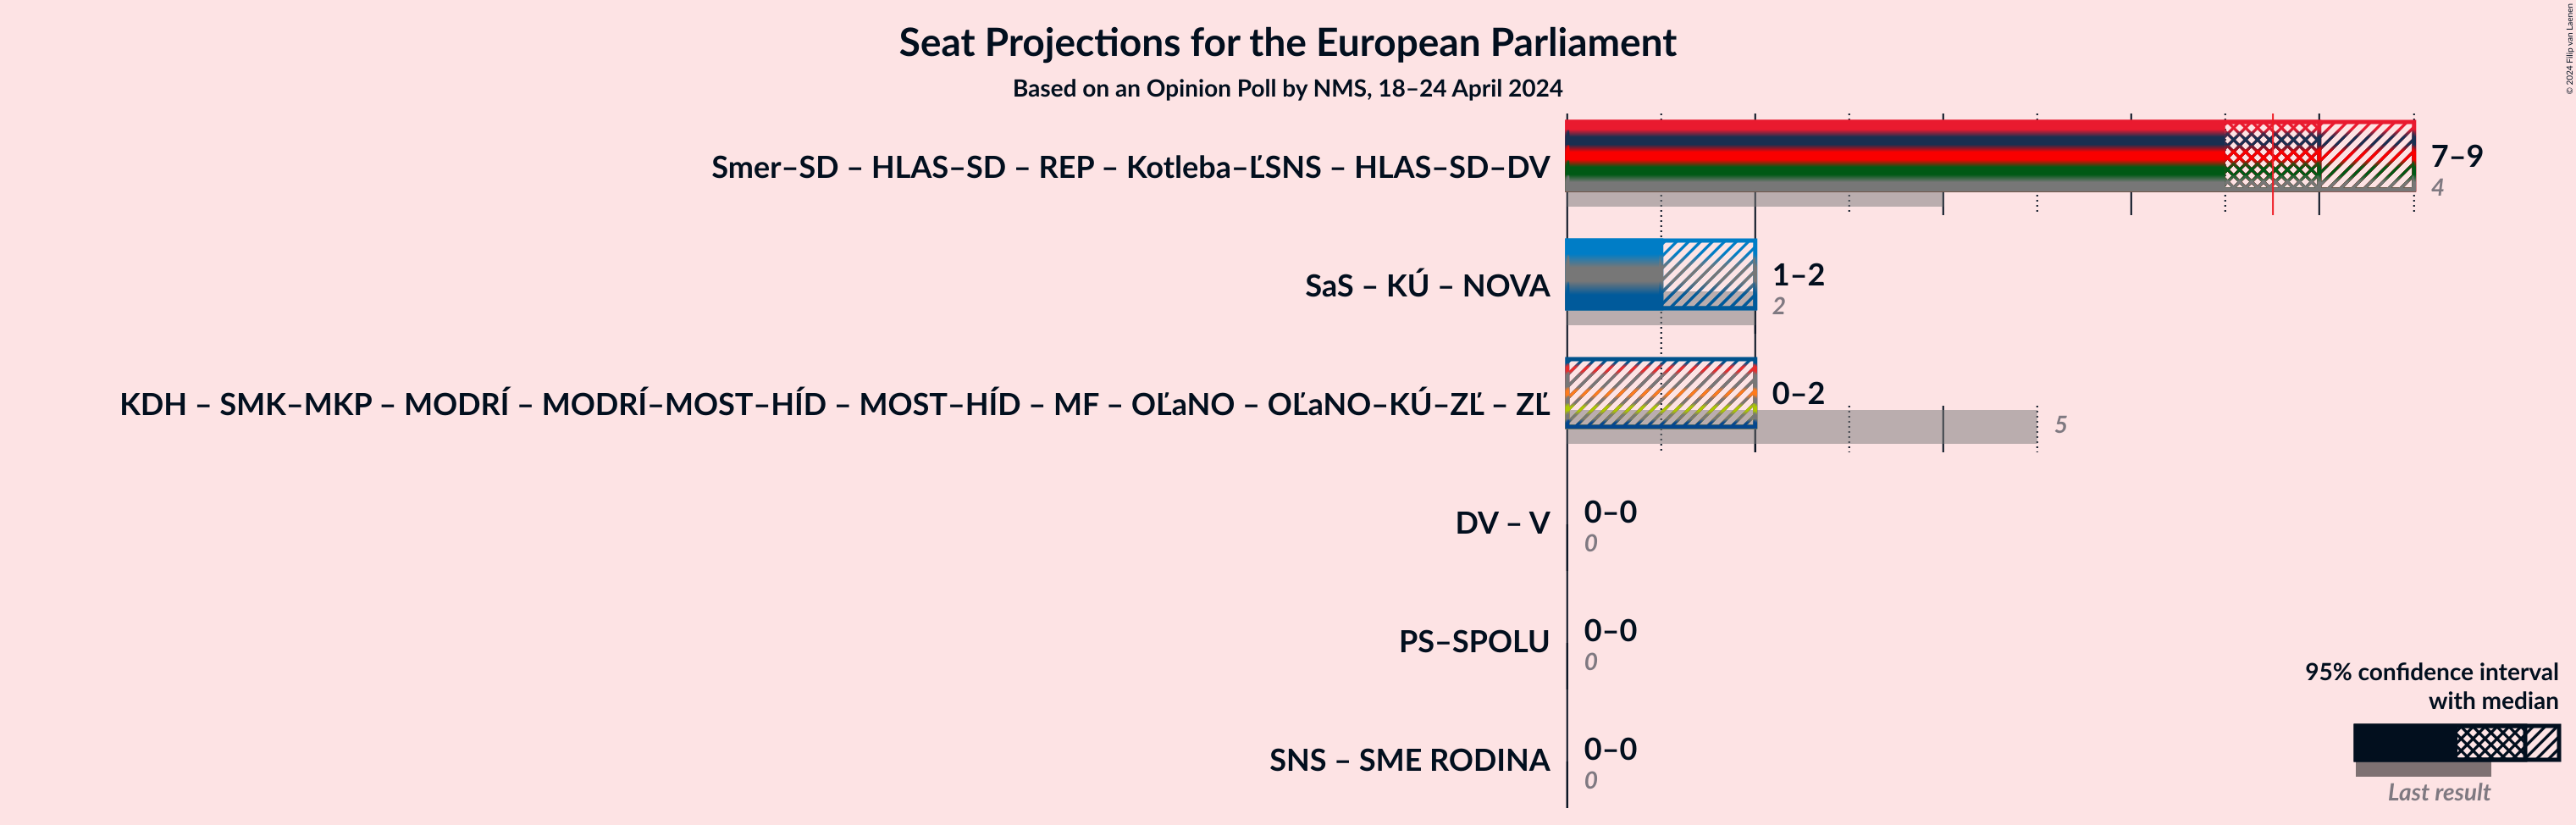 Seat Projections for the European Parliament
Based on an Opinion Poll by NMS, 18–24 April 2024
© 2024 Filip van Laenen
Smer–SD – HLAS–SD – REP – Kotleba–ĽSNS – HLAS–SD–DV
7–9
4
SaS – KÚ – NOVA
1–2
2
KDH – SMK–MKP – MODRÍ – MODRÍ–MOST–HÍD – MOST–HÍD – MF – OĽaNO – OĽaNO–KÚ–ZĽ – ZĽ
0–2
5
DV – V
0–0
0
PS–SPOLU
0–0
0
SNS – SME RODINA
0–0
0
95% confidence interval
with median
Last result